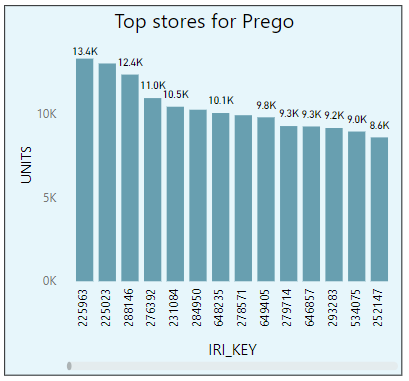 Top stores for Prego
13.4K
12.4K
11.0K
10.5K
10.1K
9.8K
9.3K
9.3K
9.2K
9.0K
8.6K
10K
5K
0K
UNITS
225963
225023
288146
276392
231084
284950
648235
278571
649405
279714
646857
293283
534075
252147
IRI_KEY